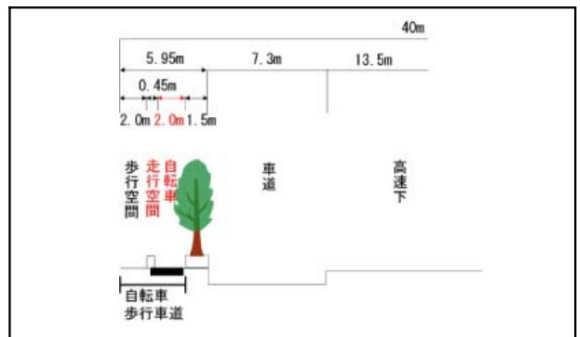 40m
5.95m 7.3m 13.5m
0.45m
2.0m 2.0m 1.5m
歩行空間
自転車
走行空間
車道
高速下
自転車
歩行車道